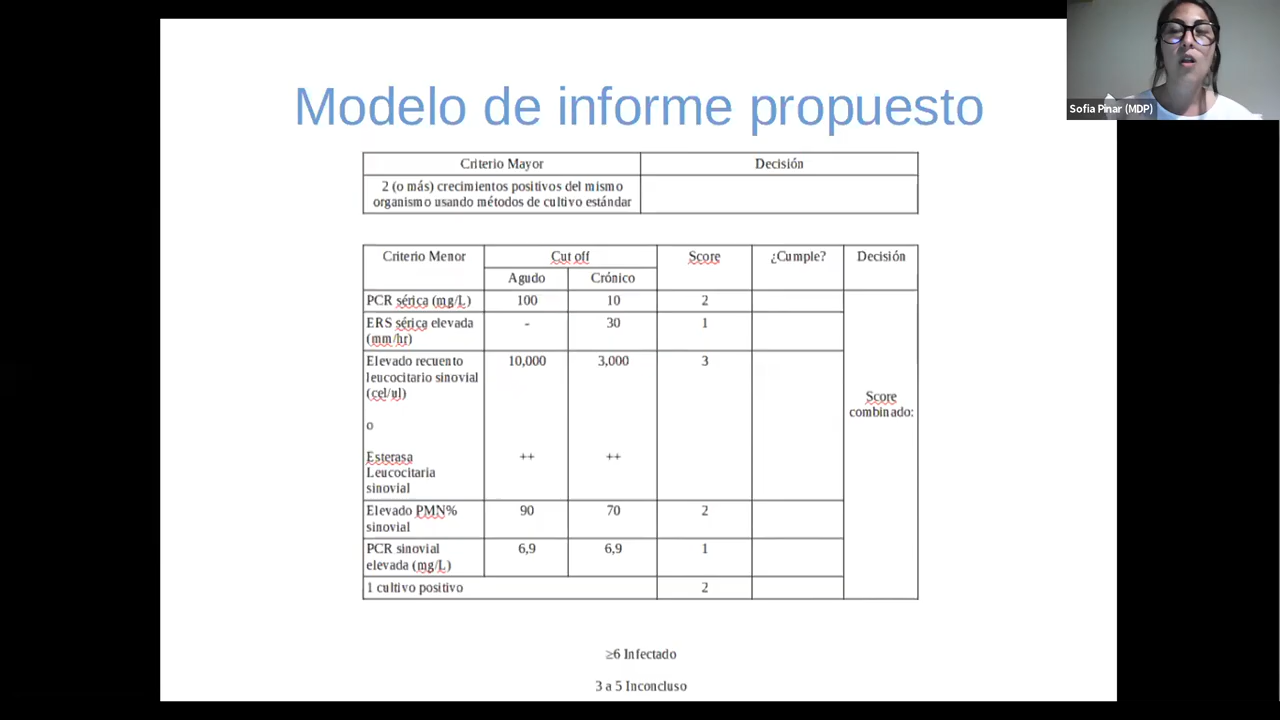 Modelo de informe propuesto
Sofia Pinar (MDP)
Criterio Mayor Decisión
2 (o más) crecimientos positivos del mismo
organismo usando métodos de cultivo estándar
Criterio Menor Cut off Score ¿Cumple? Decisión
Agudo Crónico
PCR sérica (mg/L) 100 10 2
ERS sérica elevada - 30 1
(mm/hr)
Elevado recuento 10,000 3,000 3
leucocitario sinovial
(cel/ul)
Score
combinado:
o
Esterasa ++ ++
Leucocitaria
sinovial
Elevado PMN% 90 70 2
sinovial
PCR sinovial 6,9 6,9 1
elevada (mg/L)
1 cultivo positivo 2
≥6 Infectado
3 a 5 Inconcluso